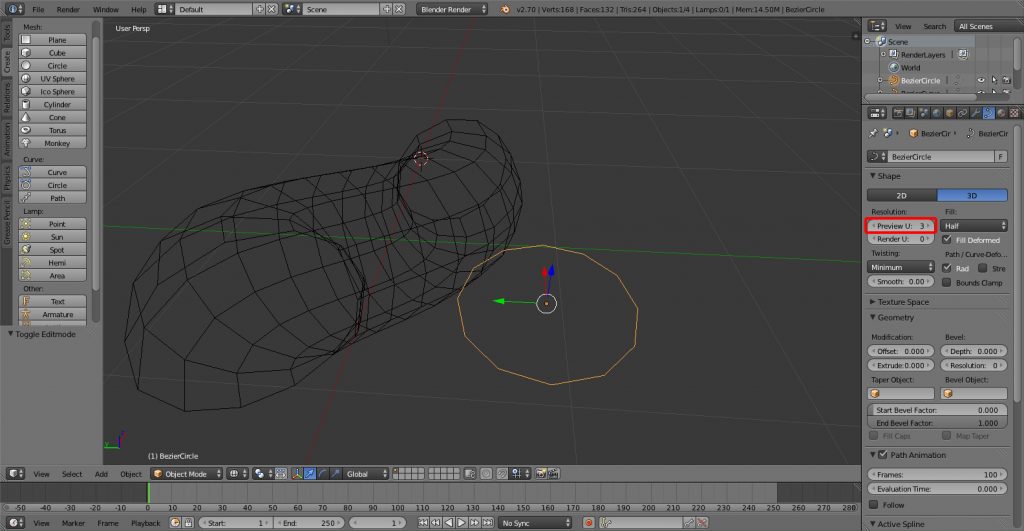 File Render Window Help Default Scene Blender Render v2.70 | Verts:168 | Faces:132 | Tris:264 | Objects:1/4 | Lamps:0/1 | Mem:14.50M | BezierCircle
Tools
Create
Relations
Animation
Physics
Grease Pencil
Mesh:
Plane
Cube
Circle
UV Sphere
Ico Sphere
Cylinder
Cone
Torus
Monkey
Curve:
Curve
Circle
Path
Lamp:
Point
Sun
Spot
Hemi
Area
Other:
Text
Armature
Toggle Editmode
User Persp
(1) BezierCircle
View Search All Scenes
Scene
RenderLayers
World
BezierCircle
BezierCir BezierCir
BezierCircle F
Shape
2D 3D
Resolution: Fill:
Preview U: 3 Half
Render U: 0 Fill Deformed
Twisting: Path / Curve-Defo...
Minimum Rad Stre
Smooth: 0.00 Bounds Clamp
Texture Space
Geometry
Modification: Bevel:
Offset: 0.000 Depth: 0.000
Extrude:0.000 Resolution: 0
Taper Object: Bevel Object:
Start Bevel Factor: 0.000
End Bevel Factor: 1.000
Fill Caps Map Taper
Path Animation
Frames: 100
Evaluation Time: 0.000
Follow
Active Spline
View Select Add Object Object Mode Global
-50 -40 -30 -20 -10 0 10 20 30 40 50 60 70 80 90 100 110 120 130 140 150 160 170 180 190 200 210 220 230 240 250 260 270 280
View Marker Frame Playback Start: 1 End: 250 1 No Sync